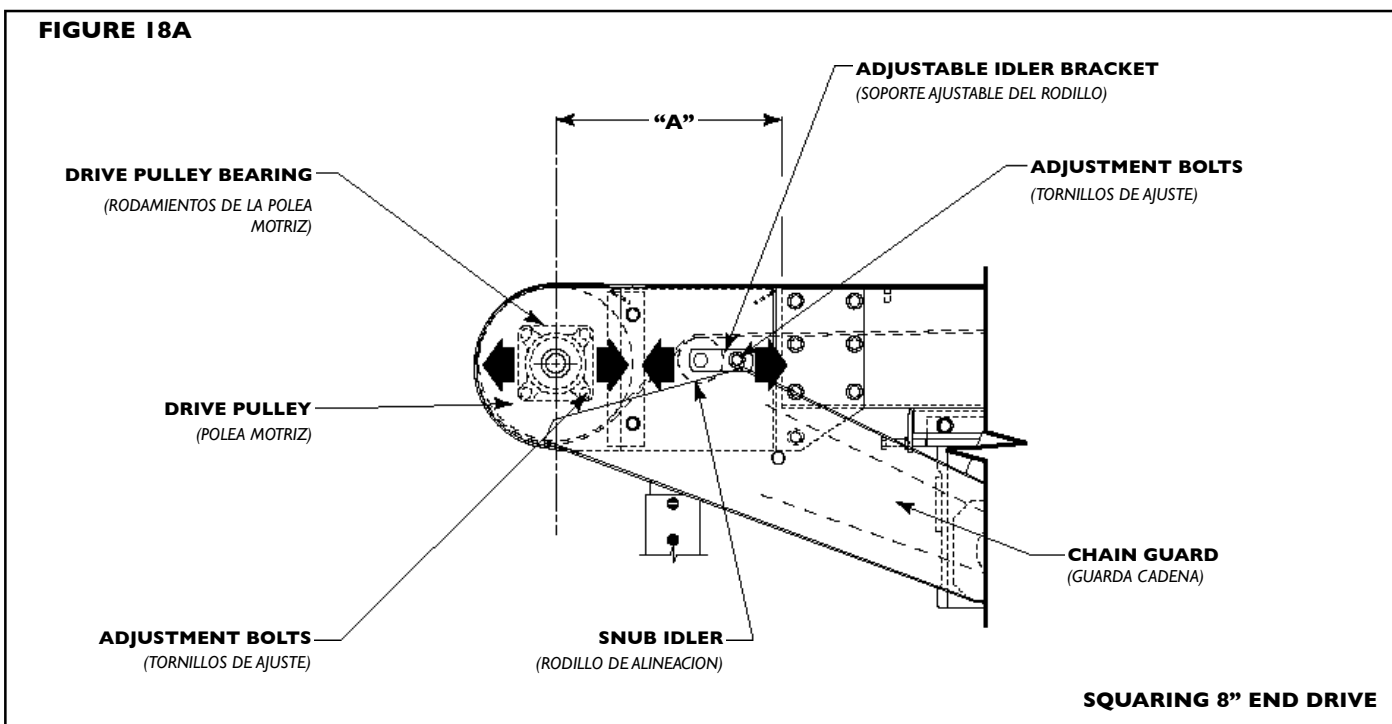 FIGURE 18A
ADJUSTABLE IDLER BRACKET
(SOPORTE AJUSTABLE DEL RODILLO)
“A”
DRIVE PULLEY BEARING
(RODAMIENTOS DE LA POLEA
MOTRIZ)
ADJUSTMENT BOLTS
(TORNILLOS DE AJUSTE)
DRIVE PULLEY
(POLEA MOTRIZ)
CHAIN GUARD
(GUARDA CADENA)
ADJUSTMENT BOLTS
(TORNILLOS DE AJUSTE)
SNUB IDLER
(RODILLO DE ALINEACION)
SQUARING 8” END DRIVE